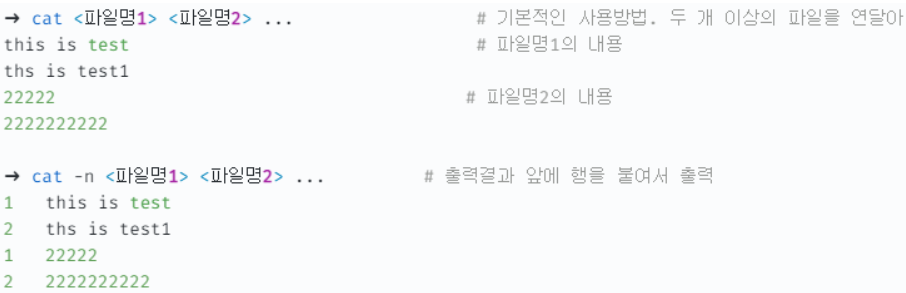 → cat <파일명1> <파일명2> ... # 기본적인 사용방법. 두 개 이상의 파일을 연달아
this is test # 파일명1의 내용
ths is test1
22222 # 파일명2의 내용
2222222222
→ cat -n <파일명1> <파일명2> ... # 출력결과 앞에 행을 붙여서 출력
1 this is test
2 ths is test1
1 22222
2 2222222222